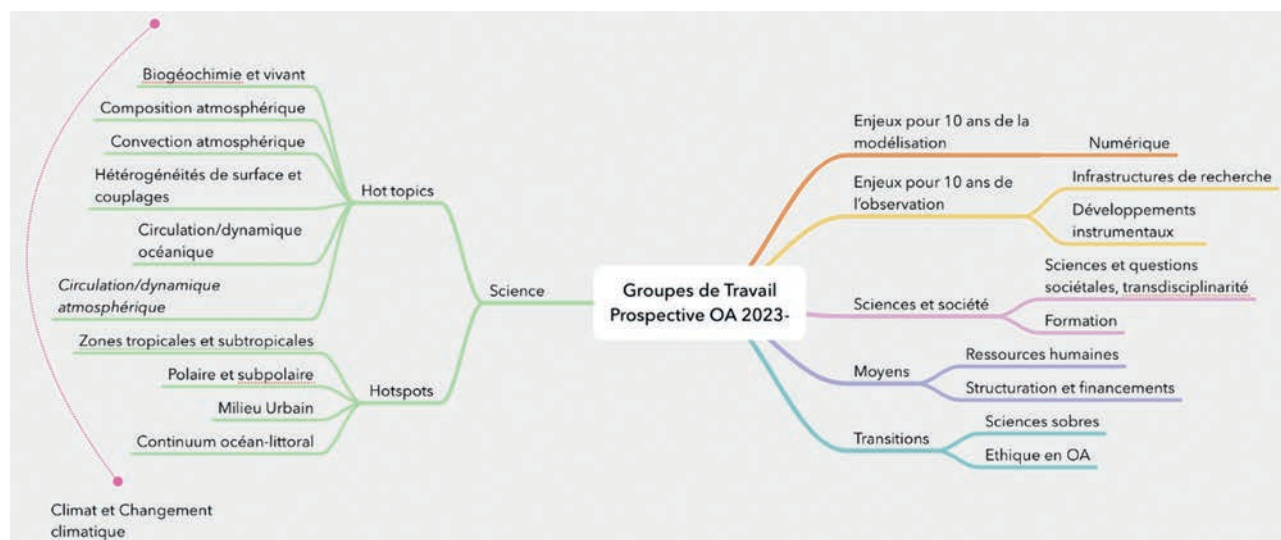 Biogéochimie et vivant
Composition atmosphérique
Convection atmosphérique
Hétérogénéités de surface et
couplages
Circulation/dynamique
océanique
Circulation/dynamique
atmosphérique
Hot topics
Zones tropicales et subtropicales
Polaire et subpolaire
Milieu Urbain
Continuum océan-littoral
Hotspots
Science
Climat et Changement
climatique
Groupes de Travail
Prospective OA 2023-
Enjeux pour 10 ans de la
modélisation
Numérique
Enjeux pour 10 ans de
l'observation
Infrastructures de recherche
Développements
instrumentaux
Sciences et société
Sciences et questions
sociétales, transdisciplinarité
Formation
Moyens
Ressources humaines
Structuration et financements
Transitions
Sciences sobres
Ethique en OA